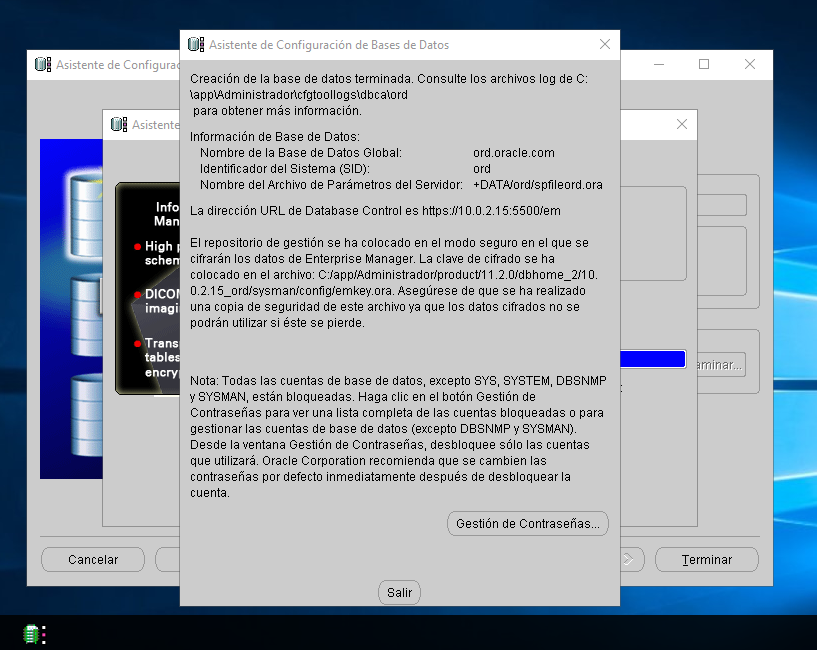 Asistente de Configuración de Bases de Datos
Asistente de Configurac
Asistente
Creación de la base de datos terminada. Consulte los archivos log de C:
\app\Administrador\cfgtoollogs\dbca\ord
para obtener más información.
Información de Base de Datos:
Nombre de la Base de Datos Global: ord.oracle.com
Identificador del Sistema (SID): ord
Nombre del Archivo de Parámetros del Servidor: +DATA/ord/spfileord.ora
La dirección URL de Database Control es https://10.0.2.15:5500/em
El repositorio de gestión se ha colocado en el modo seguro en el que se
cifrarán los datos de Enterprise Manager. La clave de cifrado se ha
colocado en el archivo: C:/app/Administrador/product/11.2.0/dbhome_2/10.
0.2.15_ord/sysman/config/emkey.ora. Asegúrese de que se ha realizado
una copia de seguridad de este archivo ya que los datos cifrados no se
podrán utilizar si éste se pierde.
Nota: Todas las cuentas de base de datos, excepto SYS, SYSTEM, DBSNMP
y SYSMAN, están bloqueadas. Haga clic en el botón Gestión de
Contraseñas para ver una lista completa de las cuentas bloqueadas o para
gestionar las cuentas de base de datos (excepto DBSNMP y SYSMAN).
Desde la ventana Gestión de Contraseñas, desbloquee sólo las cuentas
que utilizará. Oracle Corporation recomienda que se cambien las
contraseñas por defecto inmediatamente después de desbloquear la
cuenta.
Gestión de Contraseñas...
Salir
Info
Man
High p
schem
DICOM
imagi
Trans
tables
encry
aminar...
Cancelar
Terminar